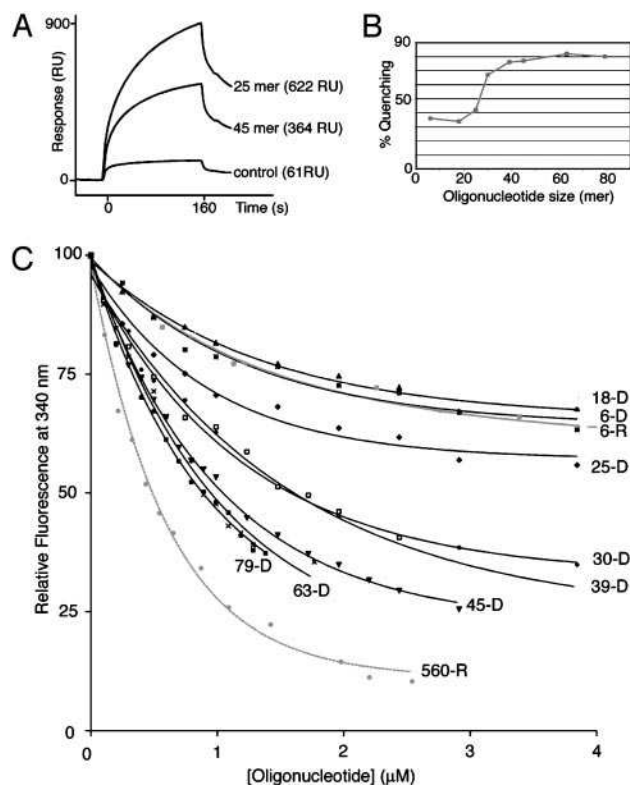 A
900
Response (RU)
0
25 mer (622 RU)
45 mer (364 RU)
control (61RU)
0
160
Time (s)
B
90
50
0
% Quenching
0
20
40
60
80
Oligonucleotide size (mer)
C
100
75
50
25
0
Relative Fluorescence at 340 nm
18-D
6-D
6-R
25-D
30-D
39-D
45-D
79-D
63-D
560-R
0
1
2
3
4
[Oligonucleotide] (μM)